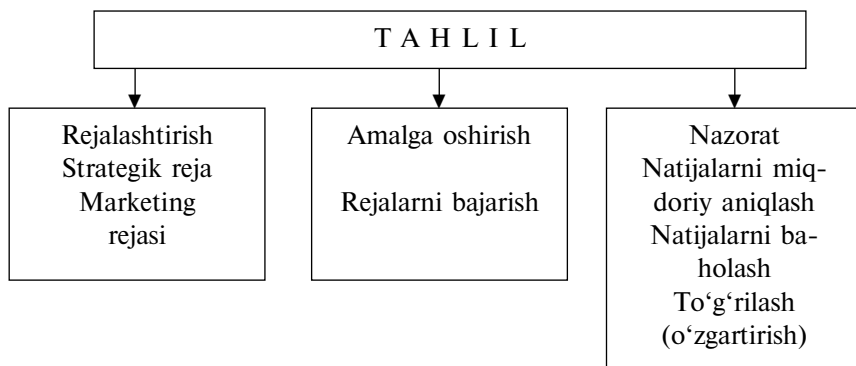 T A H L I L
Rejalashtirish
Strategik reja
Marketing
rejasi
Amalga oshirish
Rejalarni bajarish
Nazorat
Natijalarni miq-
doriy aniqlash
Natijalarni ba-
holash
To‘g‘rilash
(o‘zgartirish)